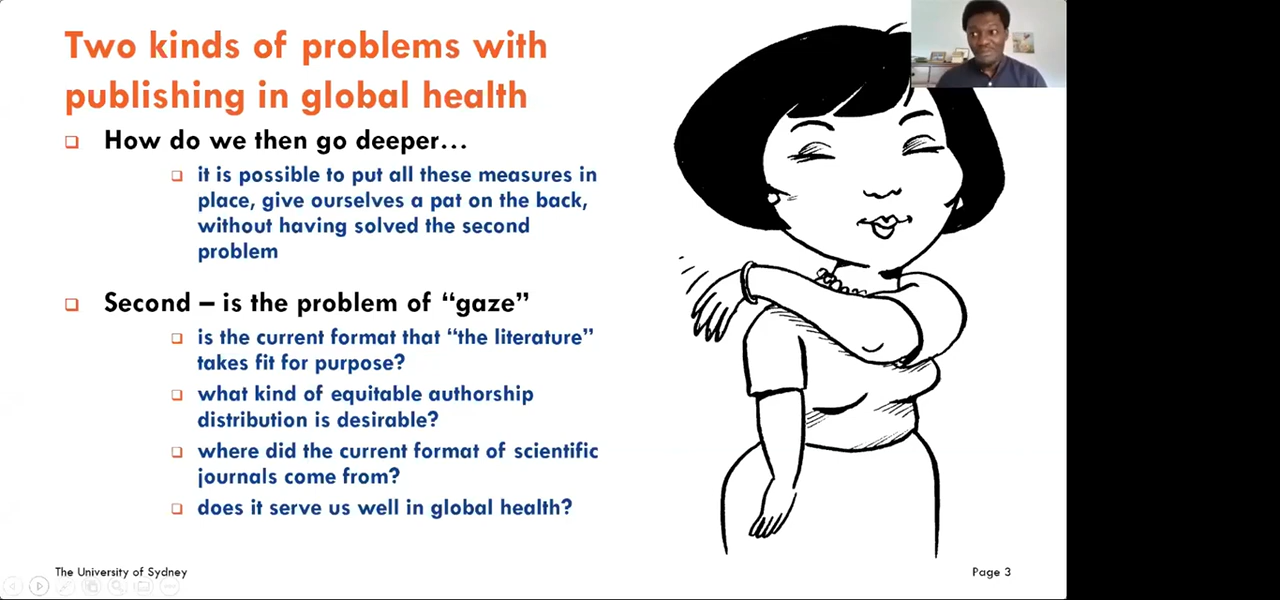 Two kinds of problems with
publishing in global health
How do we then go deeper…
it is possible to put all these measures in
place, give ourselves a pat on the back,
without having solved the second
problem
Second – is the problem of “gaze”
is the current format that “the literature”
takes fit for purpose?
what kind of equitable authorship
distribution is desirable?
where did the current format of scientific
journals come from?
does it serve us well in global health?
The University of Sydney
Page 3